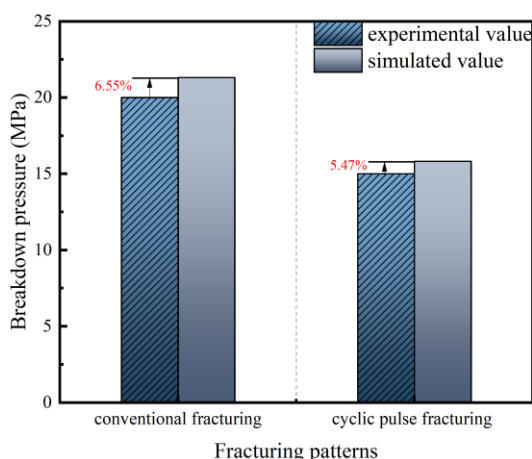 25
20
15
10
5
0
Breakdown pressure (MPa)
experimental value
simulated value
6.55%
5.47%
conventional fracturing
cyclic pulse fracturing
Fracturing patterns